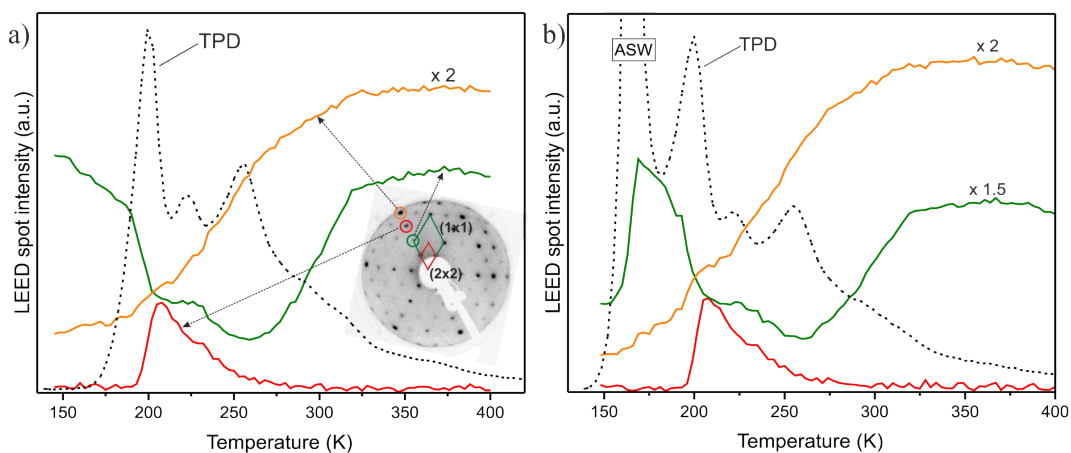 a)
TPD
x 2
(1x1)
(2x2)
LEED spot intensity (a.u.)
150 200 250 300 350 400
Temperature (K)
b)
ASW
TPD
x 2
x 1.5
LEED spot intensity (a.u.)
150 200 250 300 350 400
Temperature (K)